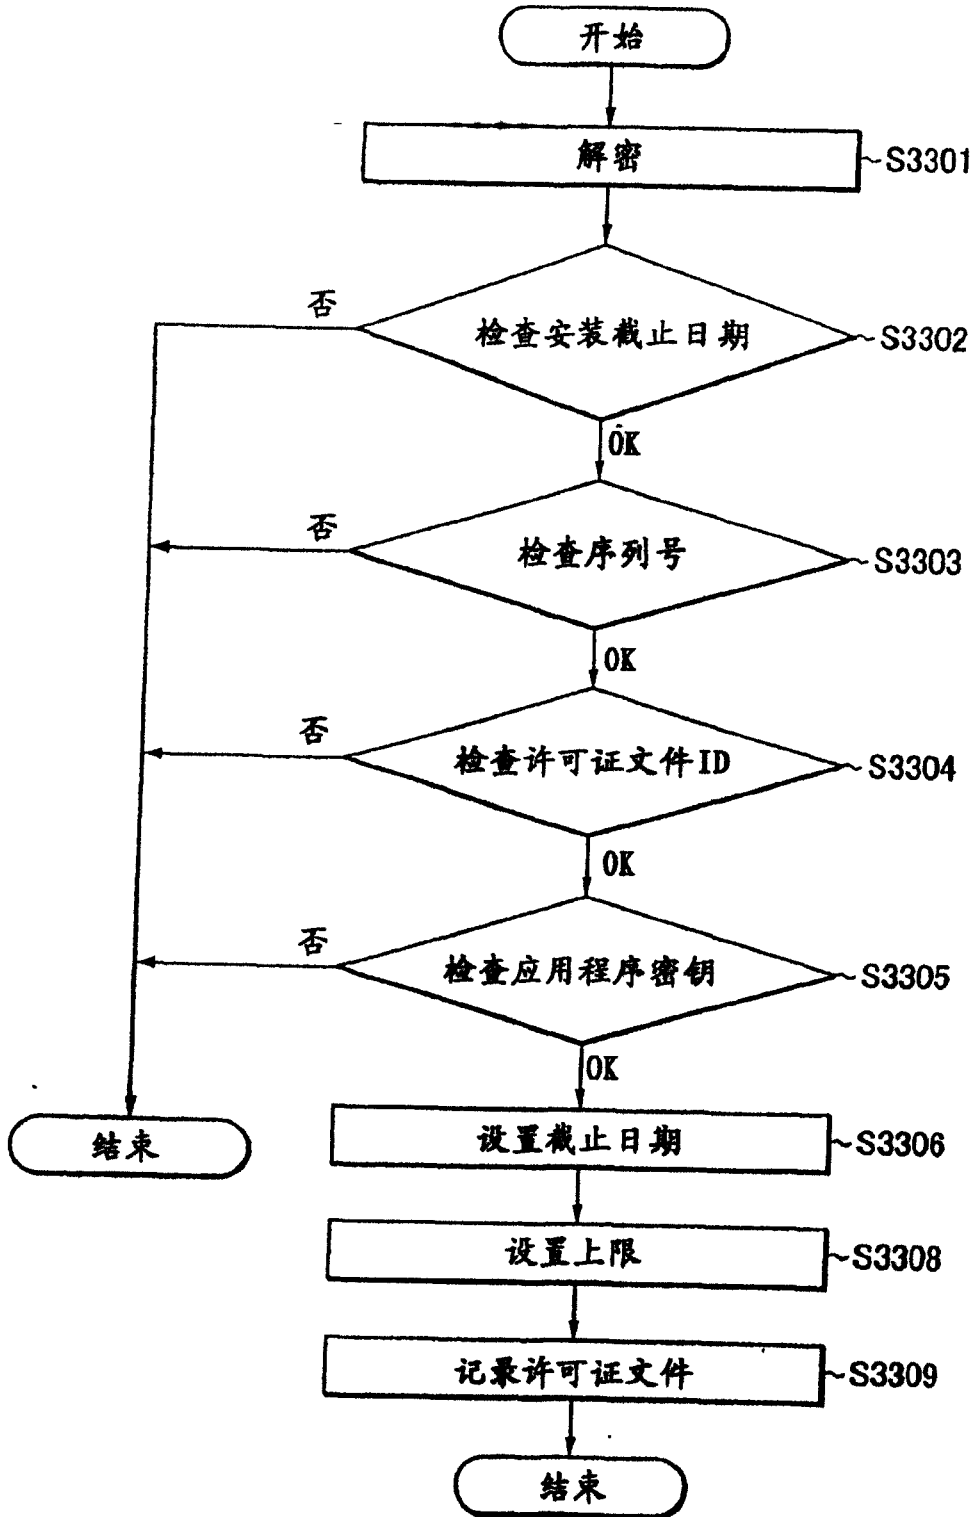 开始
解密
S3301
否
检查安装截止日期
S3302
OK
否
检查序列号
S3303
OK
否
检查许可证文件ID
S3304
OK
否
检查应用程序密钥
S3305
OK
结束
设置截止日期
S3306
设置上限
S3308
记录许可证文件
S3309
结束